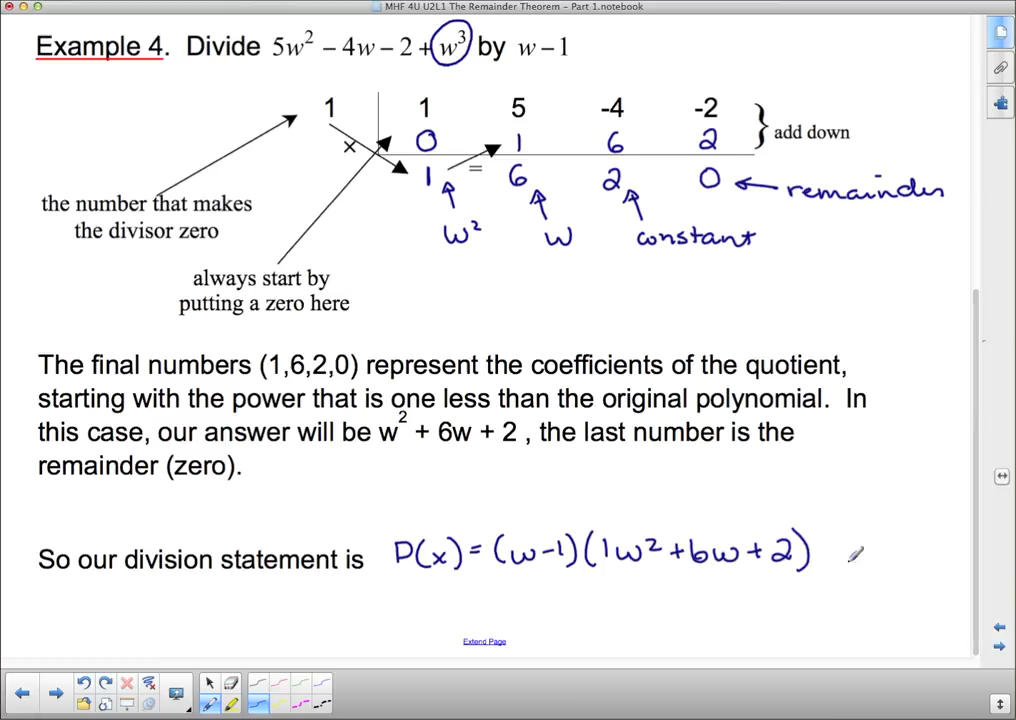 MHF 4U U2L1 The Remainder Theorem – Part 1.notebook
Example 4. Divide 5w² − 4w − 2 + w³ by w − 1
1 1 5 -4 -2
0 1 6 2 } add down
×
1 = 6 2 0 ← remainder
the number that makes
the divisor zero
w² w constant
always start by
putting a zero here
The final numbers (1,6,2,0) represent the coefficients of the quotient,
starting with the power that is one less than the original polynomial. In
this case, our answer will be w² + 6w + 2 , the last number is the
remainder (zero).
So our division statement is P(x) = (w−1)(1w² + 6w + 2)
Extend Page